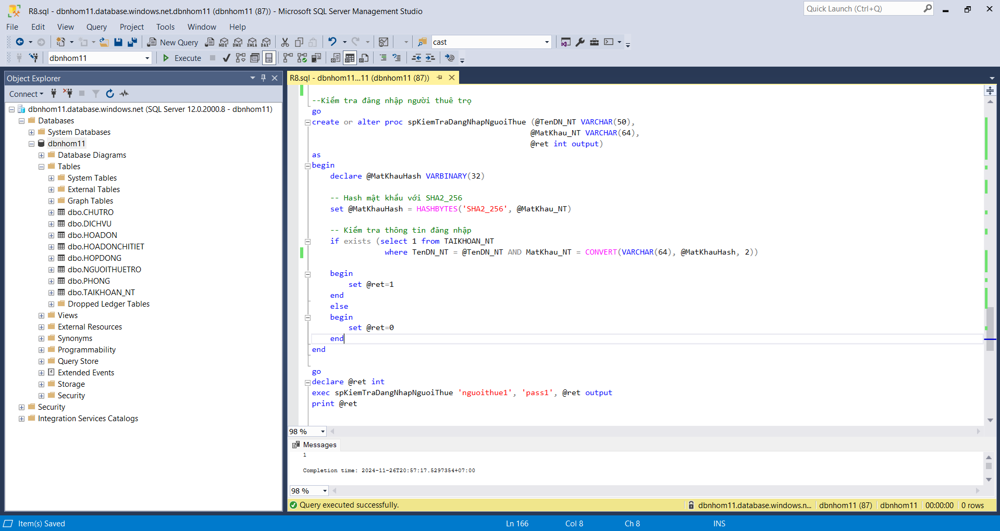 R8.sql - dbnhom11.database.windows.net.dbnhom11 (dbnhom11 (87)) - Microsoft SQL Server Management Studio
Quick Launch (Ctrl+Q)
File Edit View Query Project Tools Window Help
New Query MDX DMX XMLA DAX cast
dbnhom11 Execute
Object Explorer
R8.sql - dbnhom11...11 (dbnhom11 (87))
Connect
dbnhom11.database.windows.net (SQL Server 12.0.2000.8 - dbnhom11)
Databases
System Databases
dbnhom11
Database Diagrams
Tables
System Tables
External Tables
Graph Tables
dbo.CHUTRO
dbo.DICHVU
dbo.HOADON
dbo.HOADONCHITIET
dbo.HOPDONG
dbo.NGUOITHUETRO
dbo.PHONG
dbo.TAIKHOAN_NT
Dropped Ledger Tables
Views
External Resources
Synonyms
Programmability
Query Store
Extended Events
Storage
Security
Security
Integration Services Catalogs
--Kiểm tra đăng nhập người thuê trọ
go
create or alter proc spKiemTraDangNhapNguoiThue (@TenDN_NT VARCHAR(50),
@MatKhau_NT VARCHAR(64),
@ret int output)
as
begin
declare @MatKhauHash VARBINARY(32)
-- Hash mật khẩu với SHA2_256
set @MatKhauHash = HASHBYTES('SHA2_256', @MatKhau_NT)
-- Kiểm tra thông tin đăng nhập
if exists (select 1 from TAIKHOAN_NT
where TenDN_NT = @TenDN_NT AND MatKhau_NT = CONVERT(VARCHAR(64), @MatKhauHash, 2))
begin
set @ret=1
end
else
begin
set @ret=0
end
end
go
declare @ret int
exec spKiemTraDangNhapNguoiThue 'nguoithue1', 'pass1', @ret output
print @ret
98 %
Messages
1
Completion time: 2024-11-26T20:57:17.5297354+07:00
98 %
Query executed successfully.
dbnhom11.database.windows.n... dbnhom11 (87) dbnhom11 00:00:00 0 rows
Item(s) Saved Ln 166 Col 8 Ch 8 INS